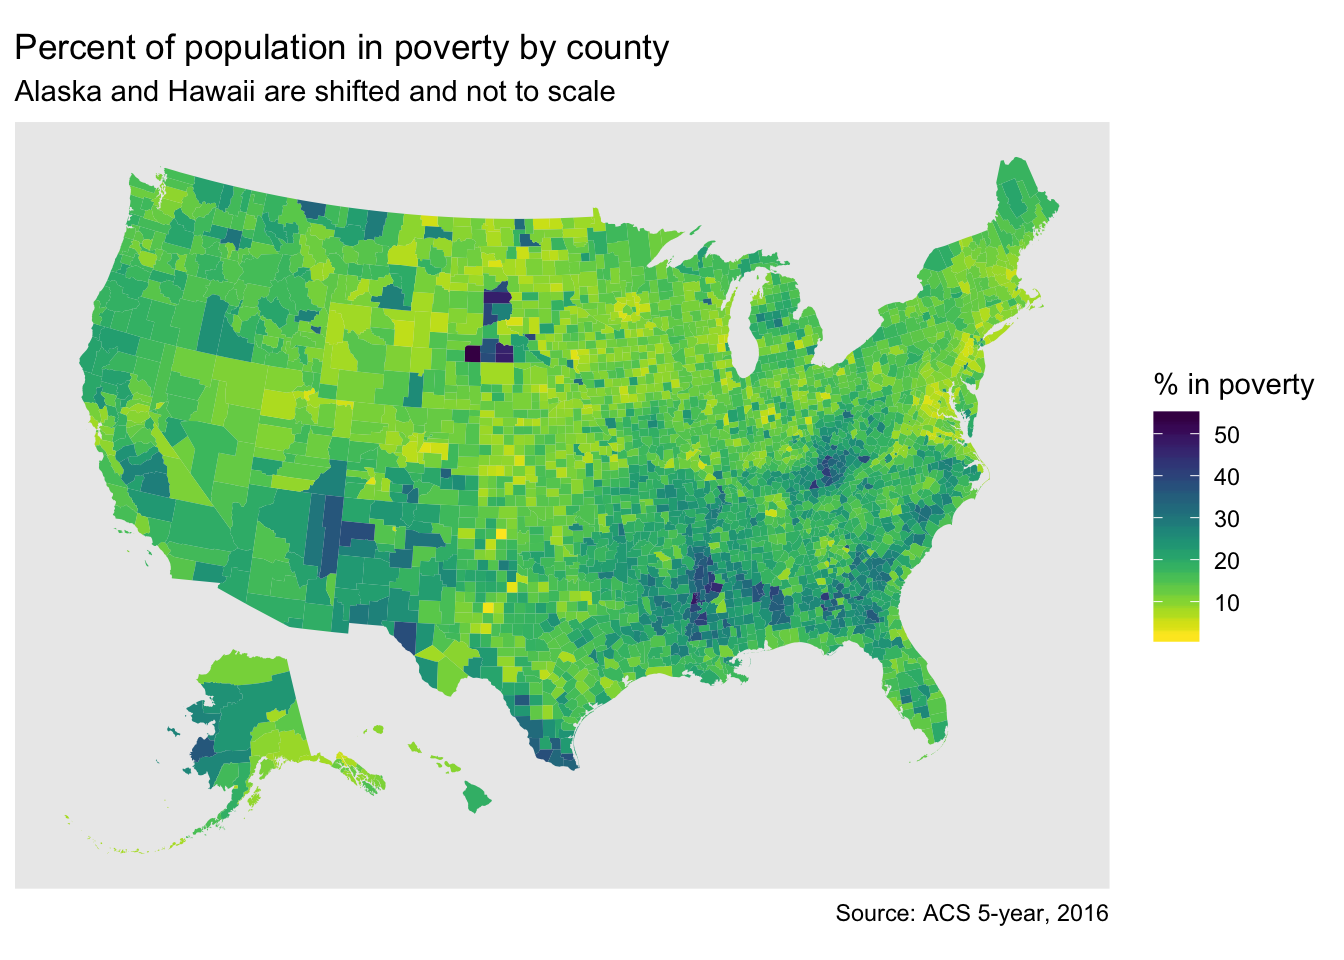 Percent of population in poverty by county
Alaska and Hawaii are shifted and not to scale
% in poverty
50
40
30
20
10
Source: ACS 5-year, 2016